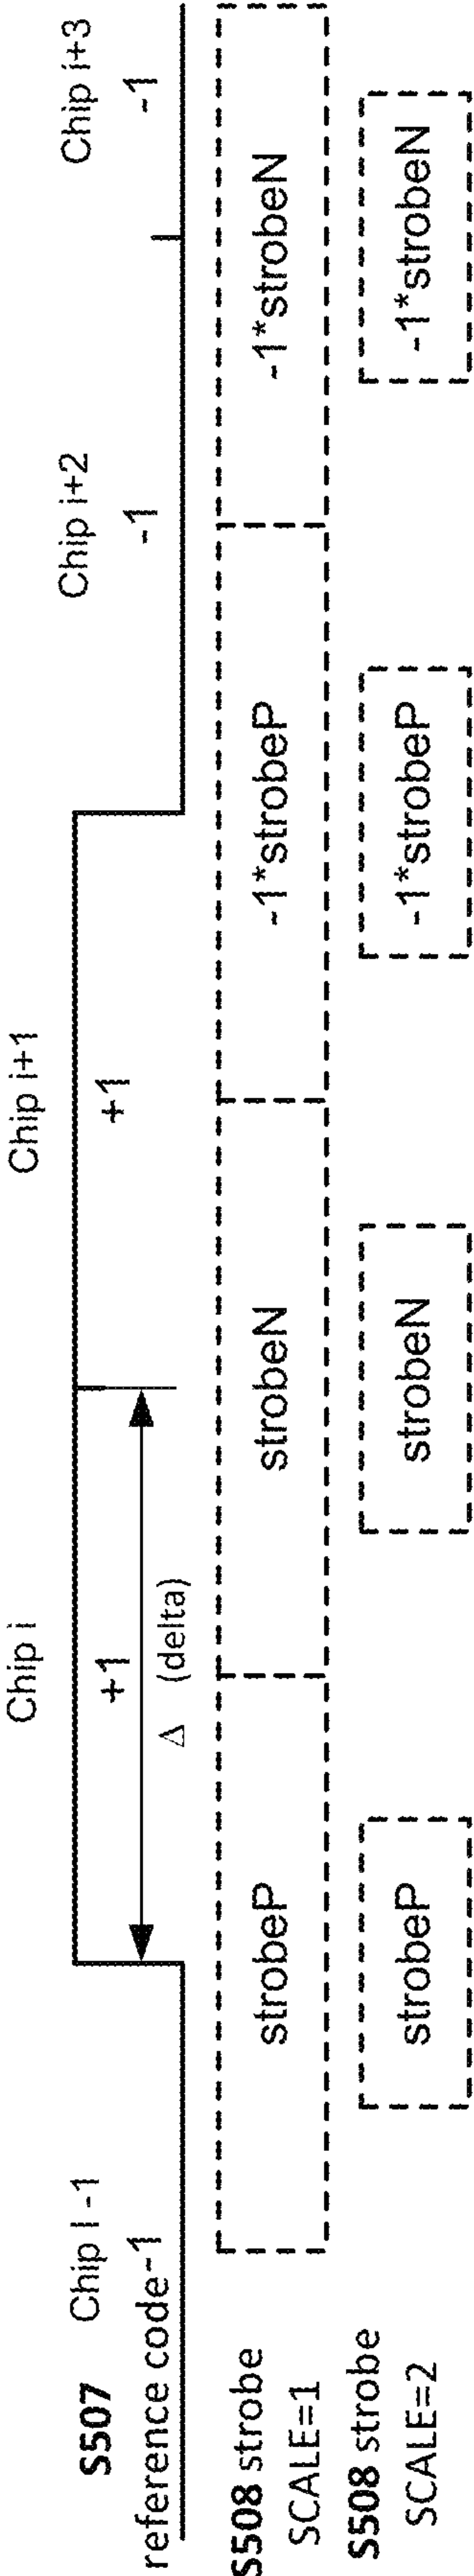 Chip i Chip i+1
S507 Chip I -1 Chip i+2 Chip i+3
reference code -1 +1 +1 -1 -1
Δ (delta)
S508 strobe
SCALE=1
strobeP strobeN -1*strobeP -1*strobeN
S508 strobe
SCALE=2
strobeP strobeN -1*strobeP -1*strobeN